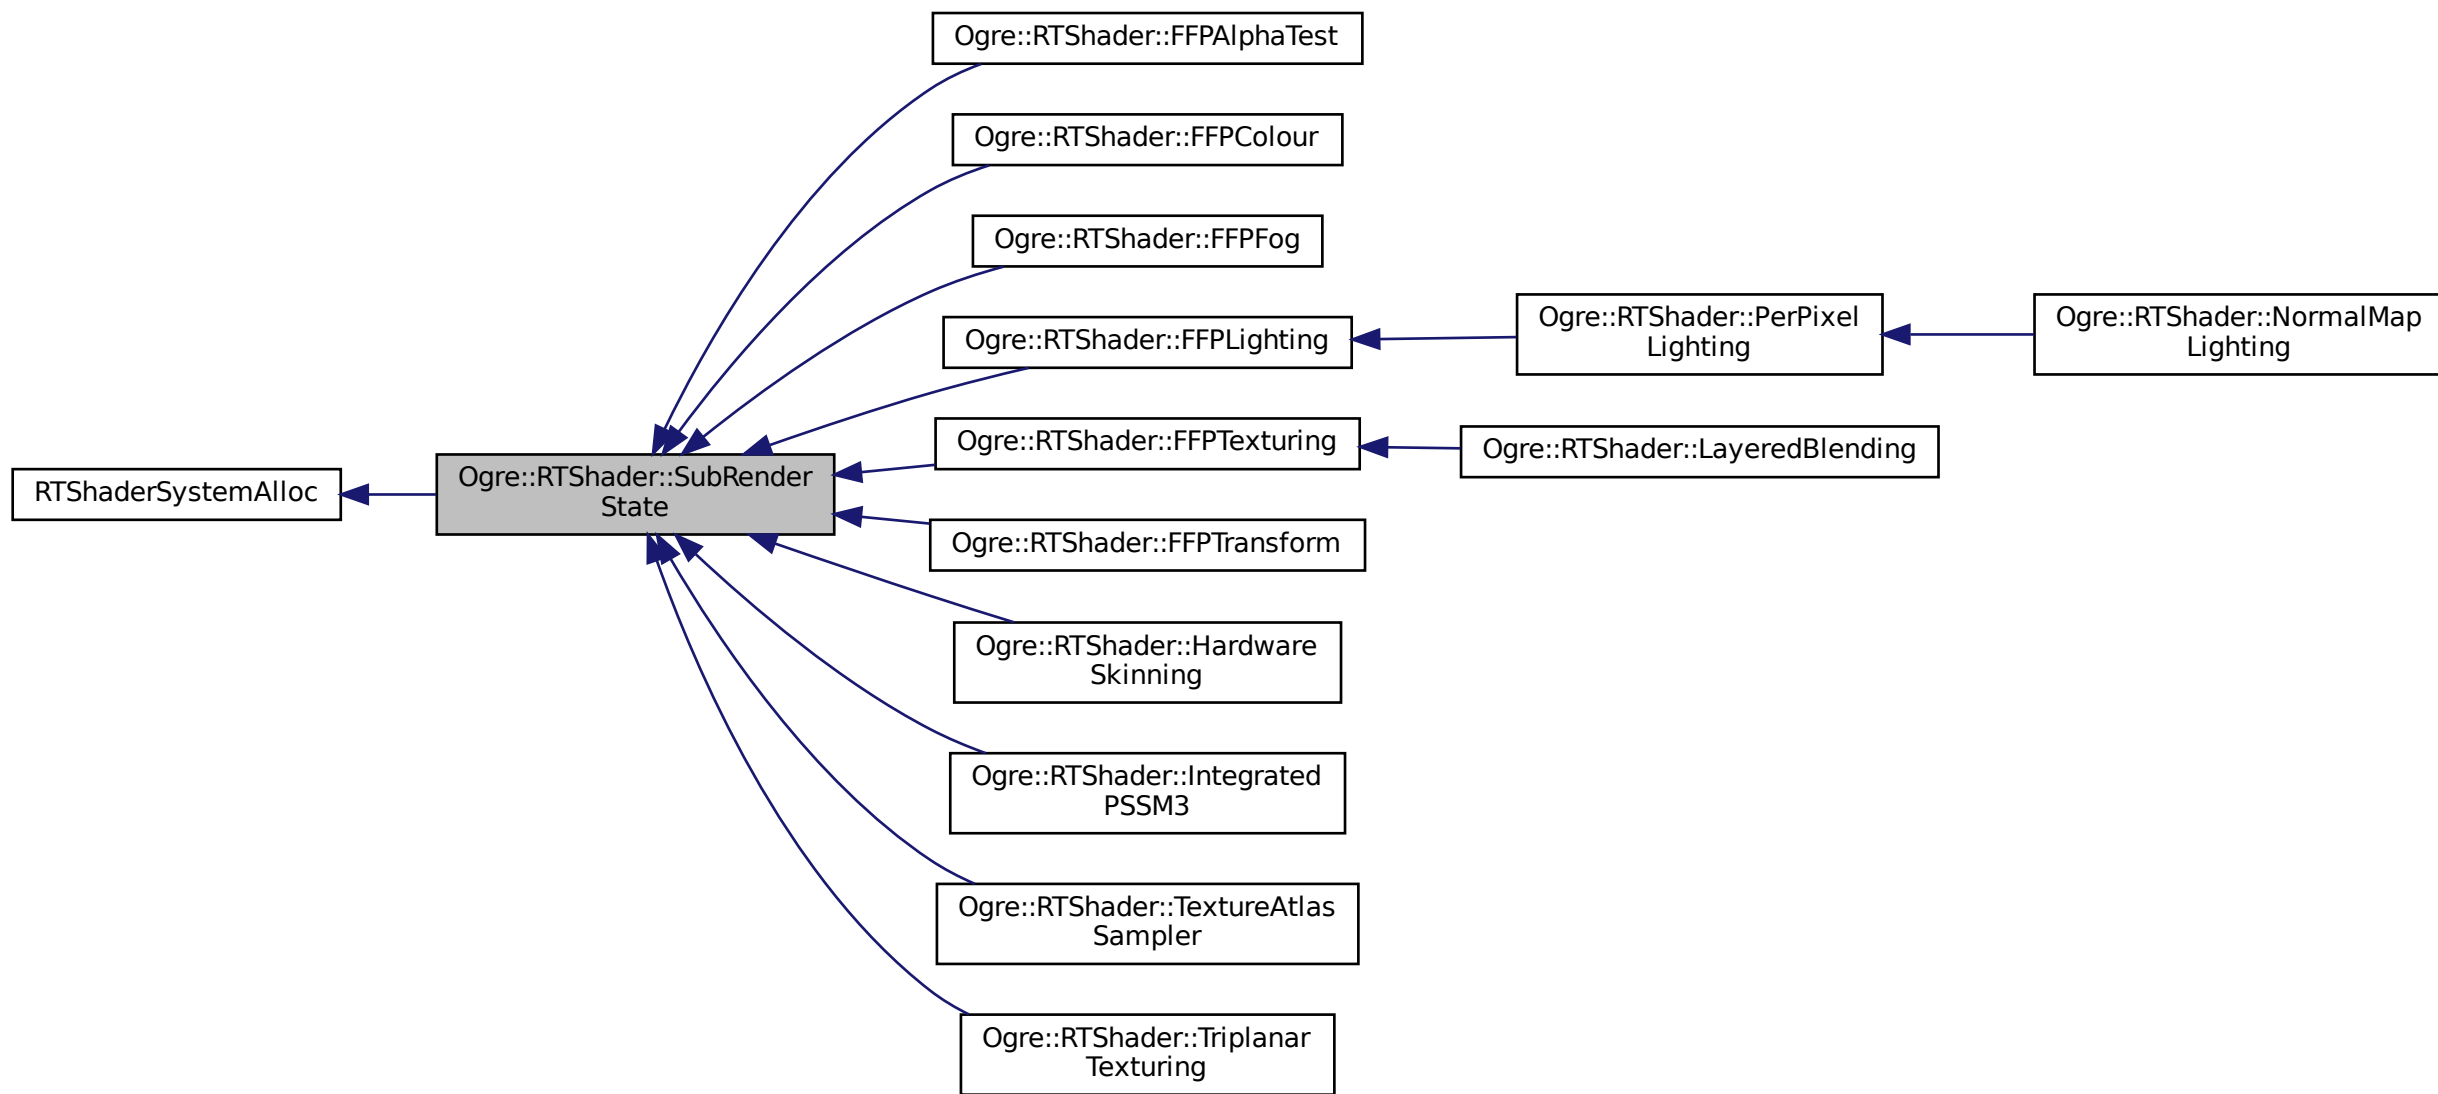 Ogre::RTShader::FFPAlphaTest
Ogre::RTShader::FFPColour
Ogre::RTShader::FFPFog
Ogre::RTShader::FFPLighting
Ogre::RTShader::PerPixel
Lighting
Ogre::RTShader::NormalMap
Lighting
Ogre::RTShader::FFPTexturing
Ogre::RTShader::LayeredBlending
RTShaderSystemAlloc
Ogre::RTShader::SubRender
State
Ogre::RTShader::FFPTransform
Ogre::RTShader::Hardware
Skinning
Ogre::RTShader::Integrated
PSSM3
Ogre::RTShader::TextureAtlas
Sampler
Ogre::RTShader::Triplanar
Texturing